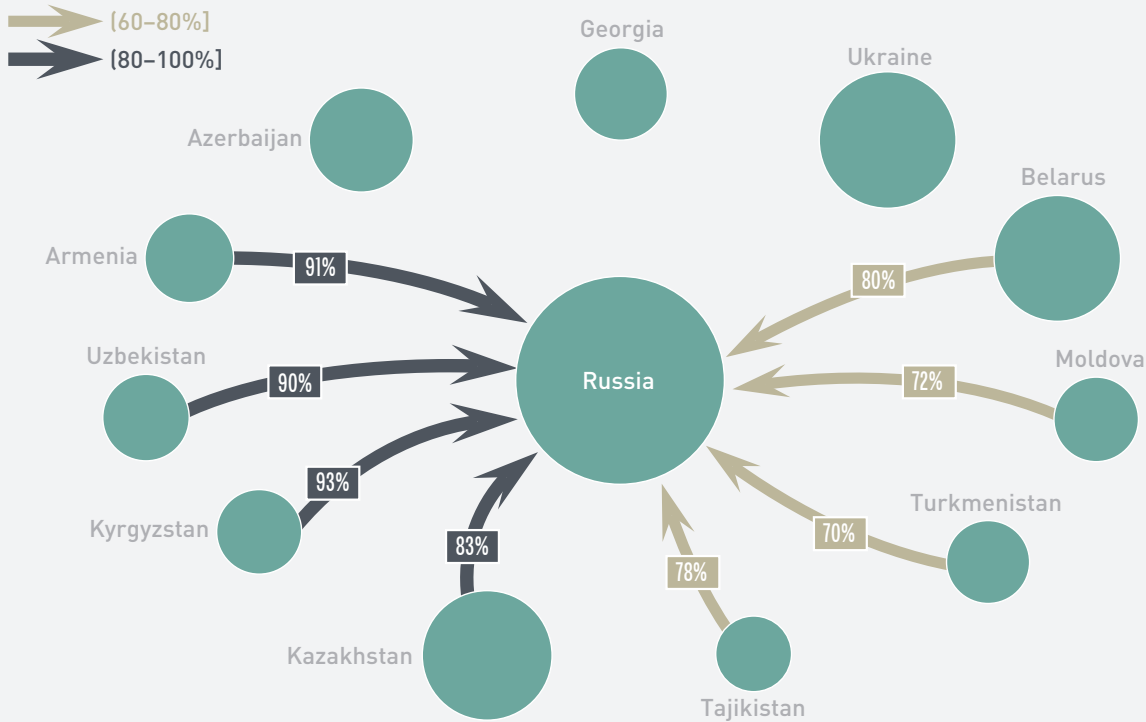 (60–80%]
(80–100%]
Georgia
Ukraine
Azerbaijan
Belarus
Armenia
91%
80%
Uzbekistan
Moldova
90%
Russia
72%
93%
Kyrgyzstan
Turkmenistan
83%
70%
78%
Kazakhstan
Tajikistan